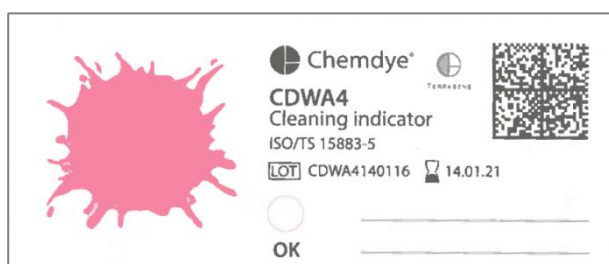 Chemdye®
TERRAGENE
CDWA4
Cleaning indicator
ISO/TS 15883-5
LOT CDWA4140116 14.01.21
OK